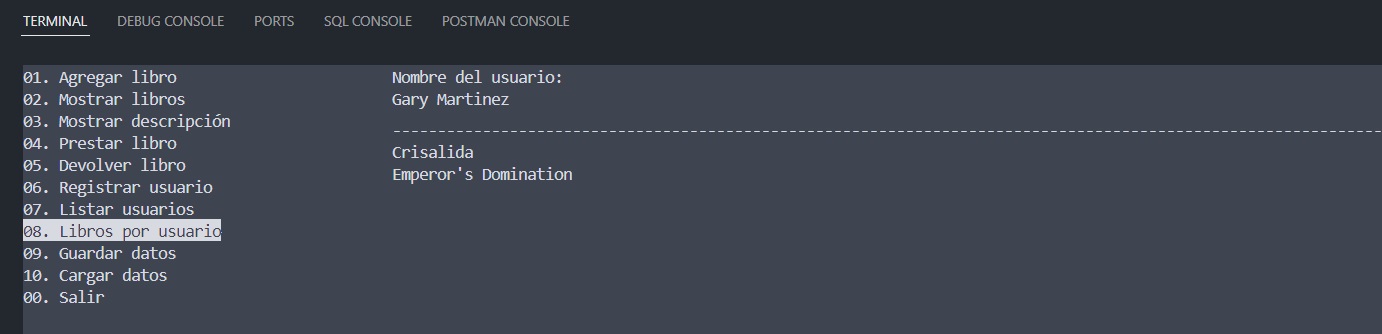 TERMINAL DEBUG CONSOLE PORTS SQL CONSOLE POSTMAN CONSOLE
01. Agregar libro
02. Mostrar libros
03. Mostrar descripción
04. Prestar libro
05. Devolver libro
06. Registrar usuario
07. Listar usuarios
08. Libros por usuario
09. Guardar datos
10. Cargar datos
00. Salir
Nombre del usuario:
Gary Martinez
--------------------------------------------------------------------------------------------------------------
Crisalida
Emperor's Domination